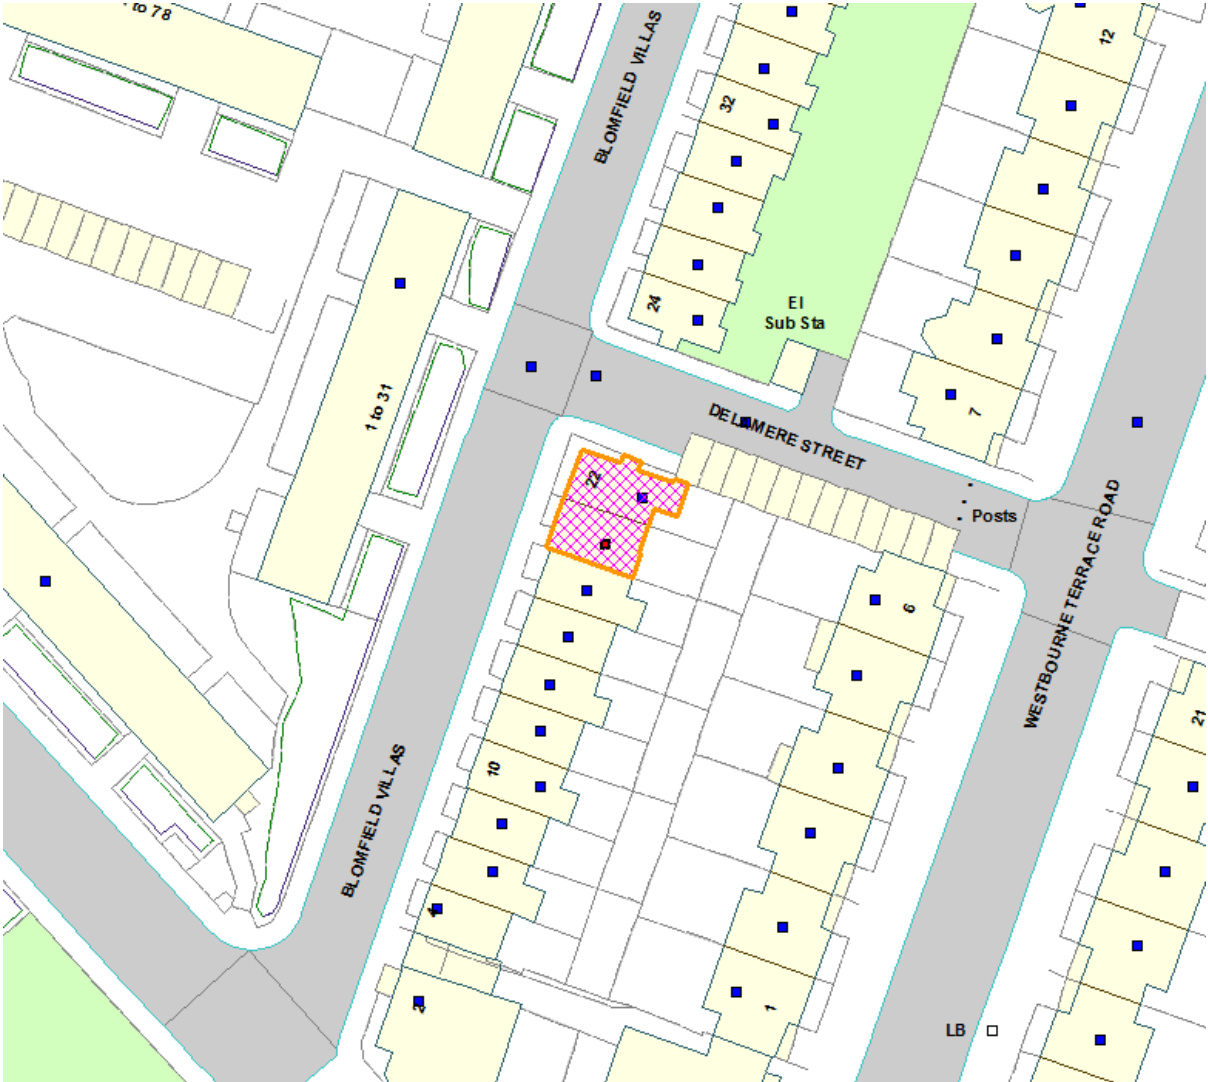 to 78
BLOMFIELD VILLAS
12
32
24
El
Sub Sta
1 to 31
7
DELAMERE STREET
22
Posts
WESTBOURNE TERRACE ROAD
6
21
10
BLOMFIELD VILLAS
4
2
1
LB